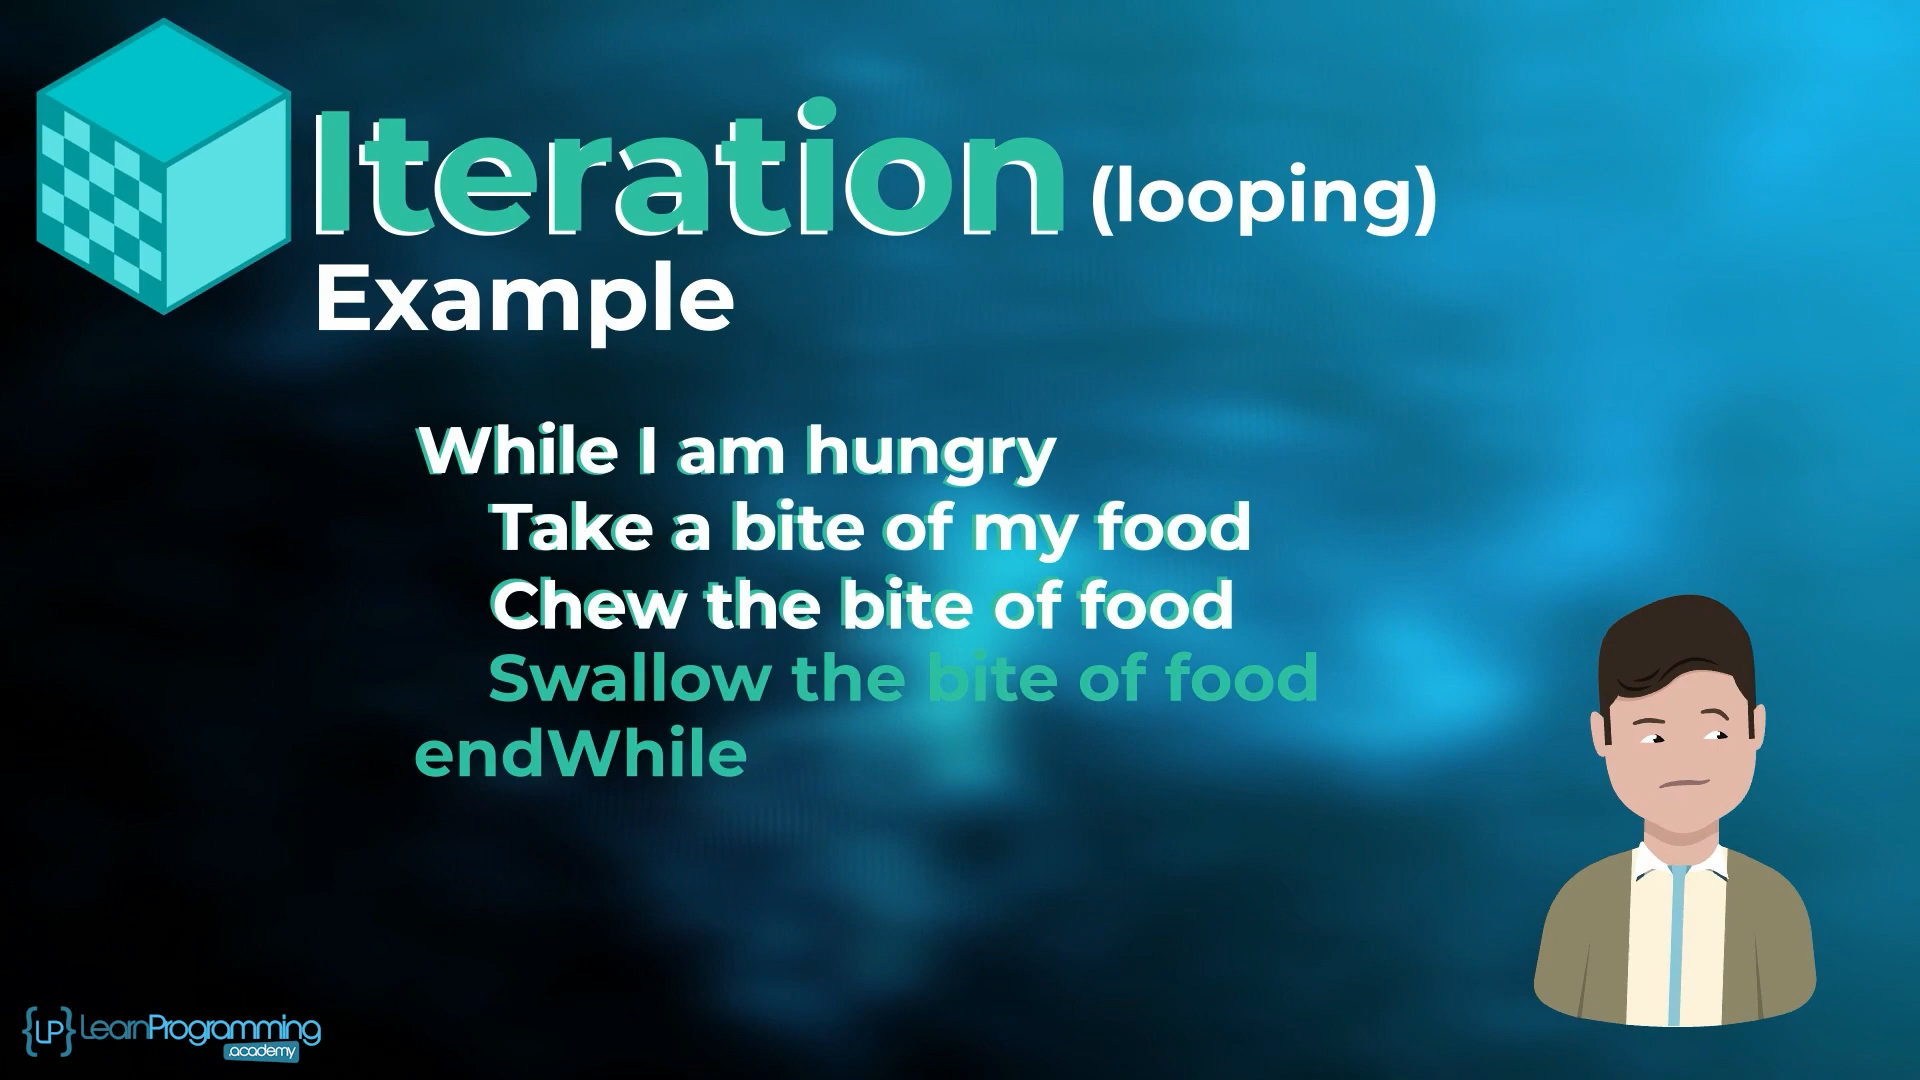 Iteration (looping)
Example
While I am hungry
Take a bite of my food
Chew the bite of food
Swallow the bite of food
endWhile
{LP} LearnProgramming
.academy